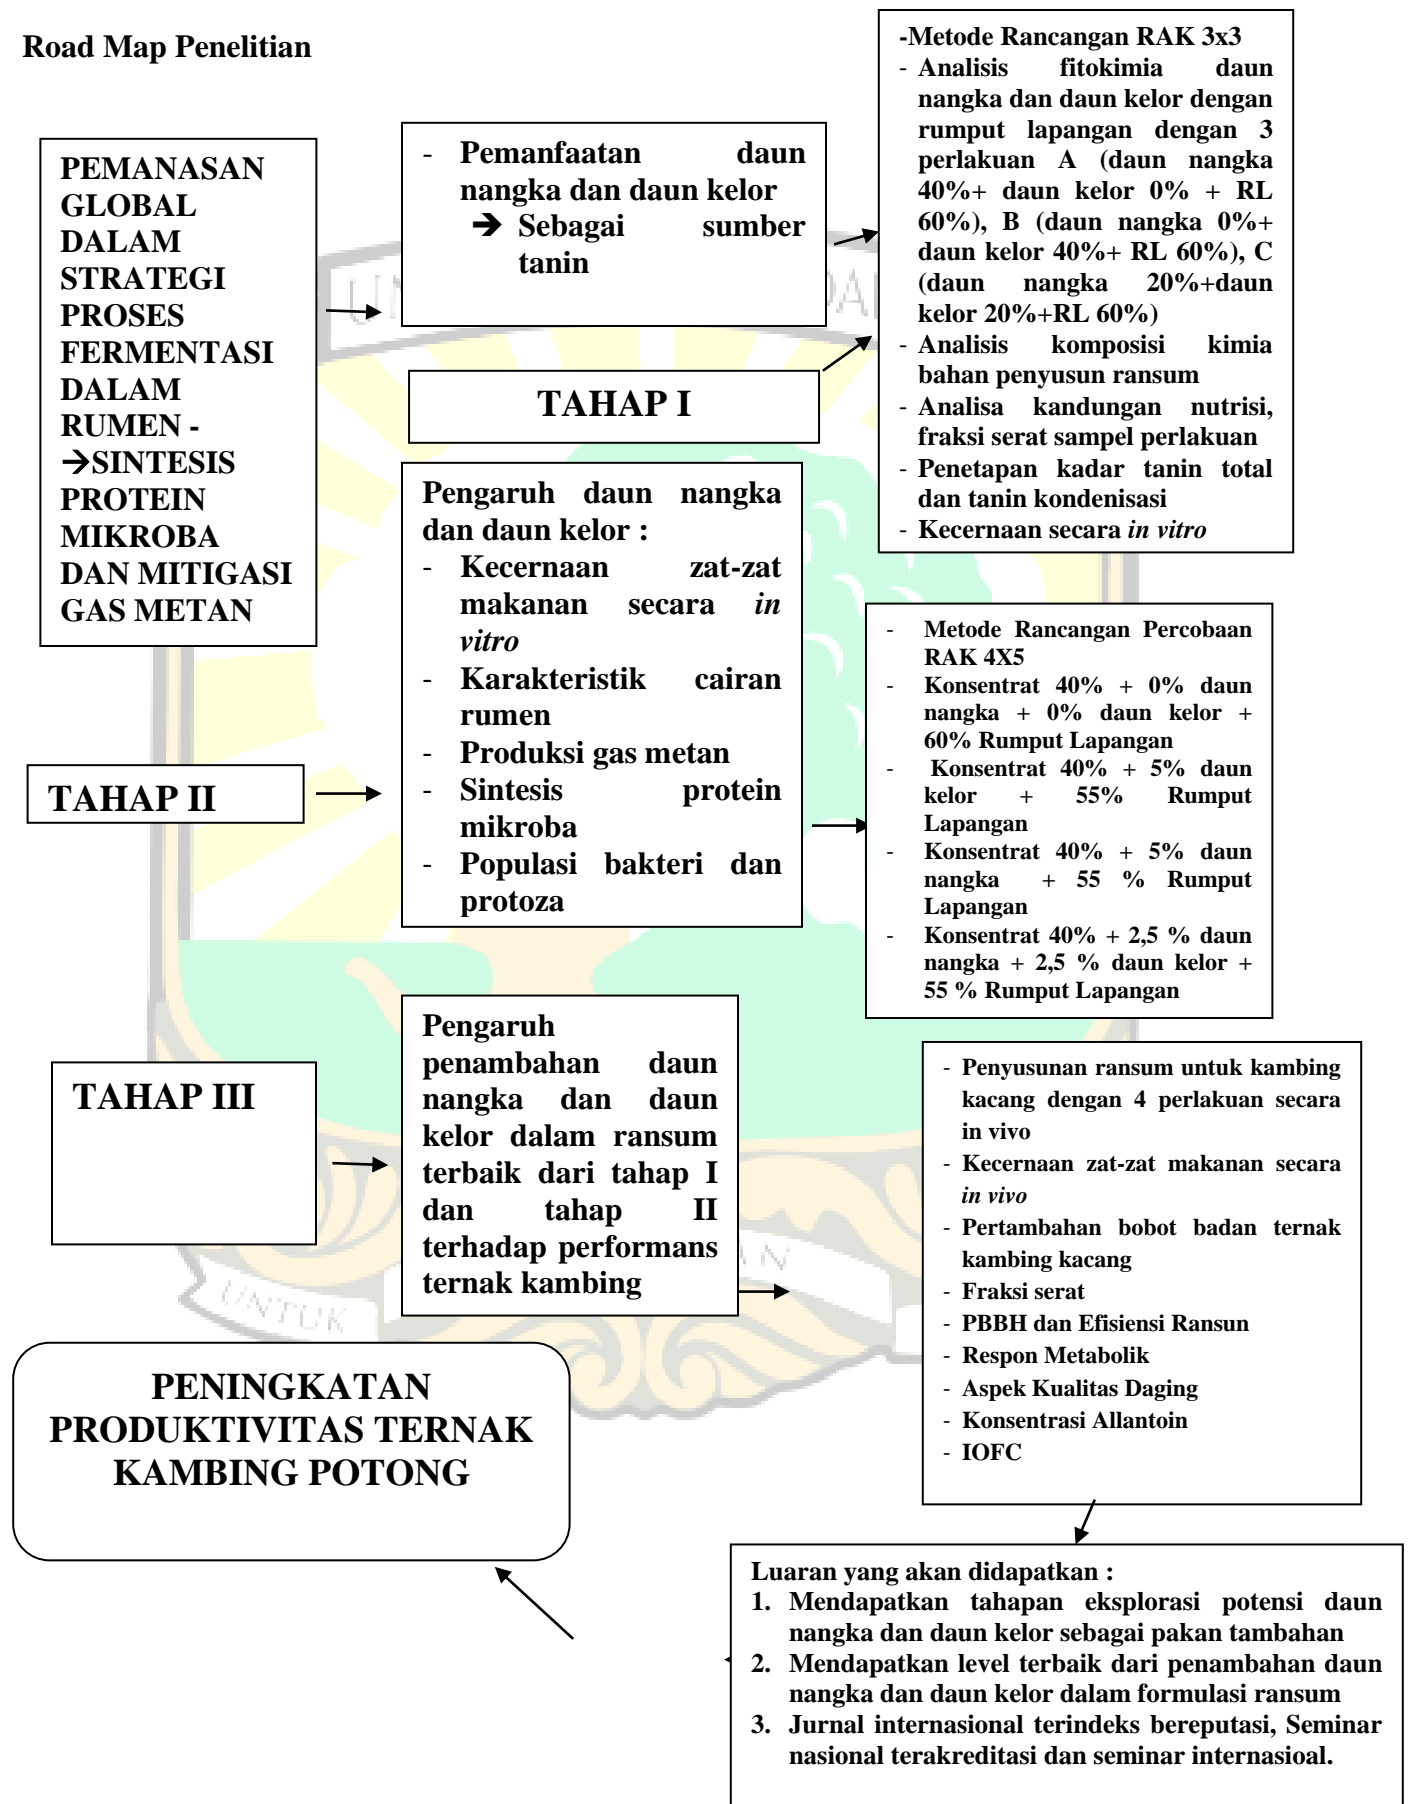 Road Map Penelitian
PEMANASAN
GLOBAL
DALAM
STRATEGI
PROSES
FERMENTASI
DALAM
RUMEN -
➔SINTESIS
PROTEIN
MIKROBA
DAN MITIGASI
GAS METAN
- Pemanfaatan daun
nangka dan daun kelor
➔ Sebagai sumber
tanin
TAHAP I
-Metode Rancangan RAK 3x3
- Analisis fitokimia daun
nangka dan daun kelor dengan
rumput lapangan dengan 3
perlakuan A (daun nangka
40%+ daun kelor 0% + RL
60%), B (daun nangka 0%+
daun kelor 40%+ RL 60%), C
(daun nangka 20%+daun
kelor 20%+RL 60%)
- Analisis komposisi kimia
bahan penyusun ransum
- Analisa kandungan nutrisi,
fraksi serat sampel perlakuan
- Penetapan kadar tanin total
dan tanin kondenisasi
- Kecernaan secara in vitro
TAHAP II
Pengaruh daun nangka
dan daun kelor :
- Kecernaan zat-zat
makanan secara in
vitro
- Karakteristik cairan
rumen
- Produksi gas metan
- Sintesis protein
mikroba
- Populasi bakteri dan
protoza
- Metode Rancangan Percobaan
RAK 4X5
- Konsentrat 40% + 0% daun
nangka + 0% daun kelor +
60% Rumput Lapangan
- Konsentrat 40% + 5% daun
kelor + 55% Rumput
Lapangan
- Konsentrat 40% + 5% daun
nangka + 55 % Rumput
Lapangan
- Konsentrat 40% + 2,5 % daun
nangka + 2,5 % daun kelor +
55 % Rumput Lapangan
TAHAP III
Pengaruh
penambahan daun
nangka dan daun
kelor dalam ransum
terbaik dari tahap I
dan tahap II
terhadap performans
ternak kambing
- Penyusunan ransum untuk kambing
kacang dengan 4 perlakuan secara
in vivo
- Kecernaan zat-zat makanan secara
in vivo
- Pertambahan bobot badan ternak
kambing kacang
- Fraksi serat
- PBBH dan Efisiensi Ransun
- Respon Metabolik
- Aspek Kualitas Daging
- Konsentrasi Allantoin
- IOFC
UNTUK
PENINGKATAN
PRODUKTIVITAS TERNAK
KAMBING POTONG
Luaran yang akan didapatkan :
1. Mendapatkan tahapan eksplorasi potensi daun
nangka dan daun kelor sebagai pakan tambahan
2. Mendapatkan level terbaik dari penambahan daun
nangka dan daun kelor dalam formulasi ransum
3. Jurnal internasional terindeks bereputasi, Seminar
nasional terakreditasi dan seminar internasioal.